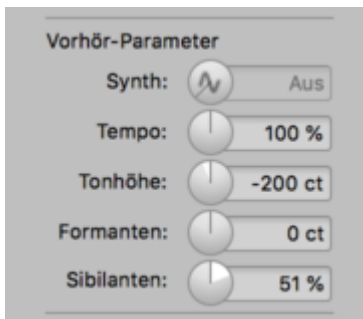 Vorhör-Parameter
Synth: Aus
Tempo: 100 %
Tonhöhe: -200 ct
Formanten: 0 ct
Sibilanten: 51 %